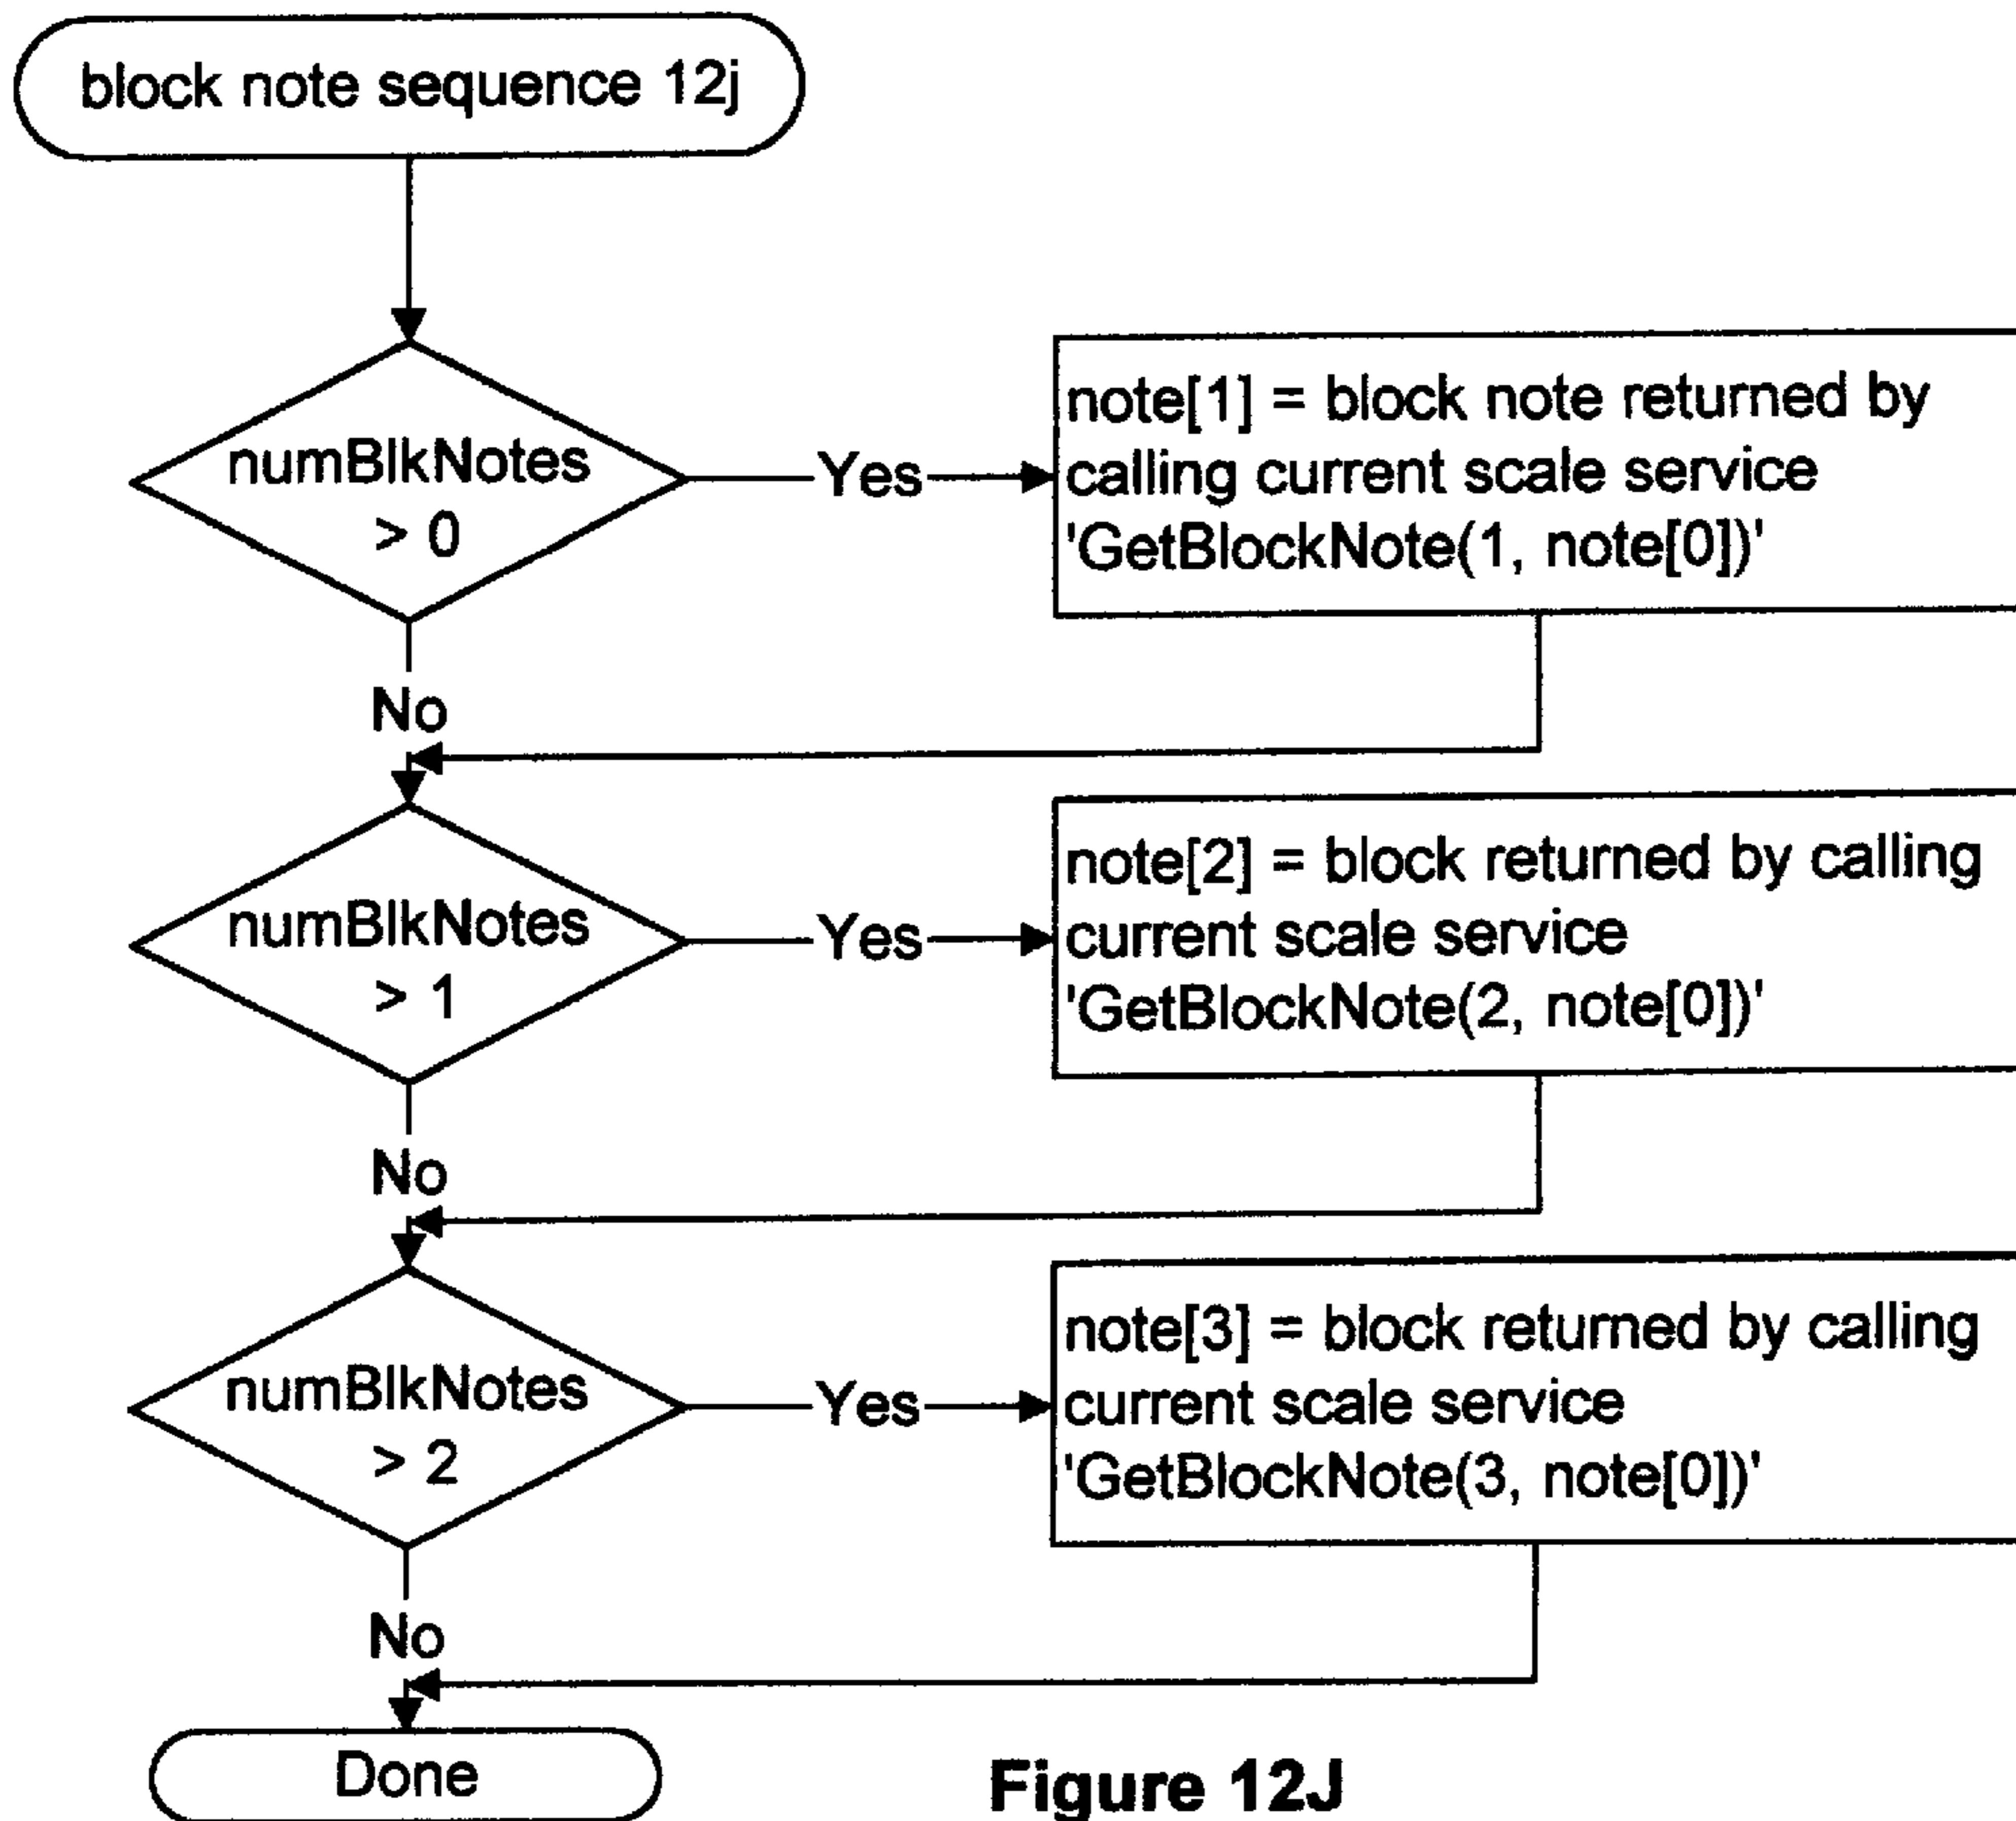 block note sequence 12j
numBlkNotes
> 0
Yes
note[1] = block note returned by
calling current scale service
'GetBlockNote(1, note[0])'
No
numBlkNotes
> 1
Yes
note[2] = block returned by calling
current scale service
'GetBlockNote(2, note[0])'
No
numBlkNotes
> 2
Yes
note[3] = block returned by calling
current scale service
'GetBlockNote(3, note[0])'
No
Done
Figure 12J